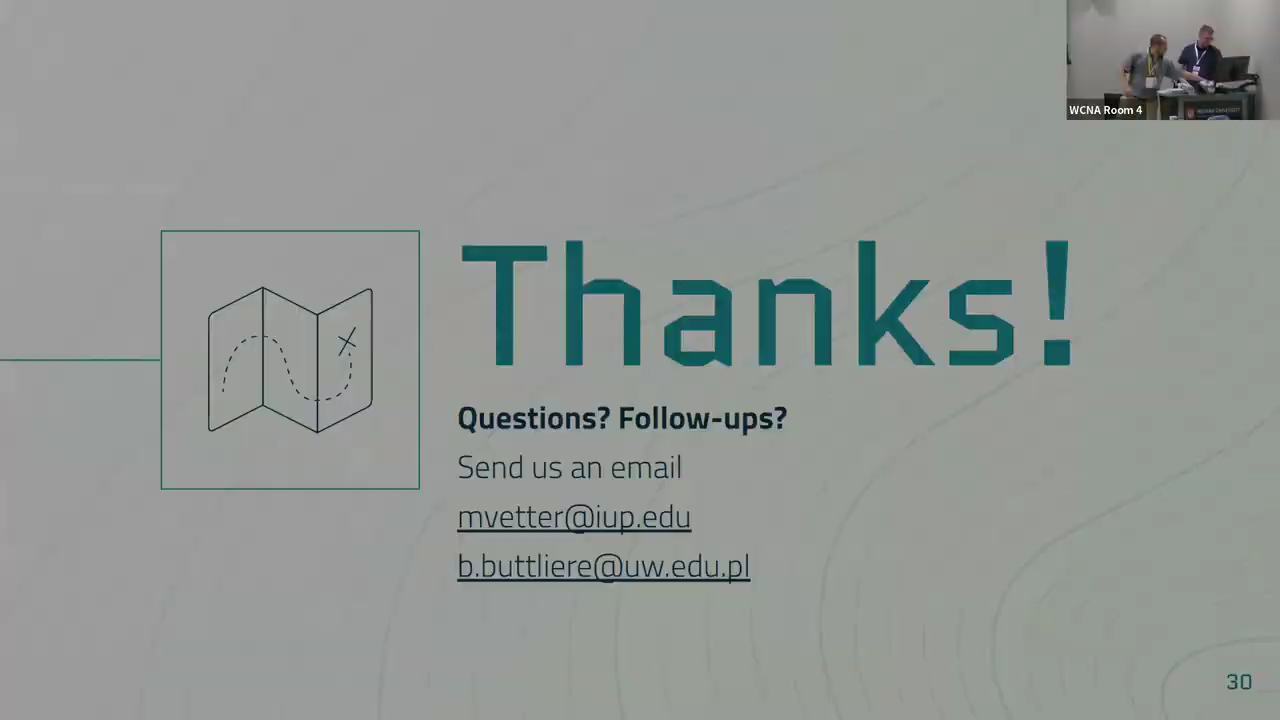 WCNA Room 4
Thanks!
Questions? Follow-ups?
Send us an email
mvetter@iup.edu
b.buttliere@uw.edu.pl
30